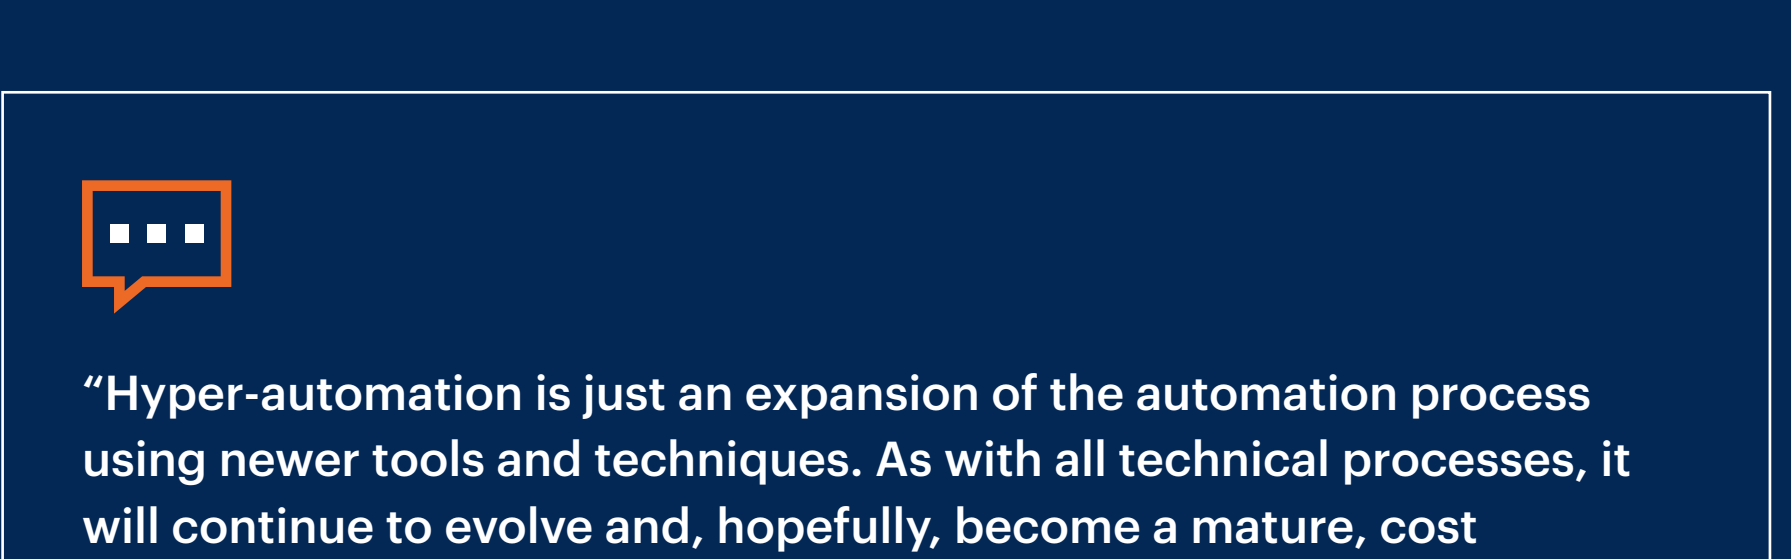 “Hyper-automation is just an expansion of the automation process
using newer tools and techniques. As with all technical processes, it
will continue to evolve and, hopefully, become a mature, cost